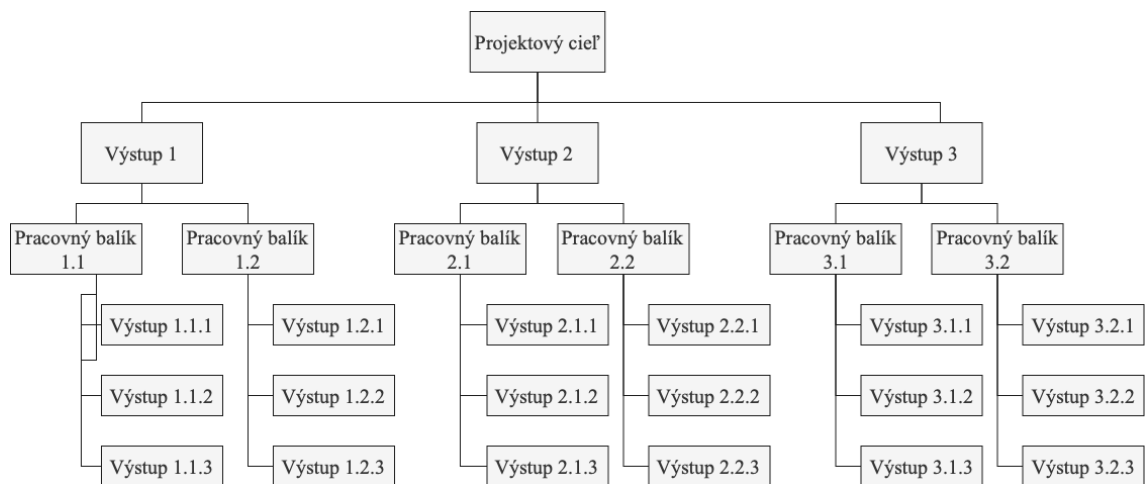 Projektový cieľ
Výstup 1
Výstup 2
Výstup 3
Pracovný balík
1.1
Pracovný balík
1.2
Pracovný balík
2.1
Pracovný balík
2.2
Pracovný balík
3.1
Pracovný balík
3.2
Výstup 1.1.1
Výstup 1.2.1
Výstup 2.1.1
Výstup 2.2.1
Výstup 3.1.1
Výstup 3.2.1
Výstup 1.1.2
Výstup 1.2.2
Výstup 2.1.2
Výstup 2.2.2
Výstup 3.1.2
Výstup 3.2.2
Výstup 1.1.3
Výstup 1.2.3
Výstup 2.1.3
Výstup 2.2.3
Výstup 3.1.3
Výstup 3.2.3